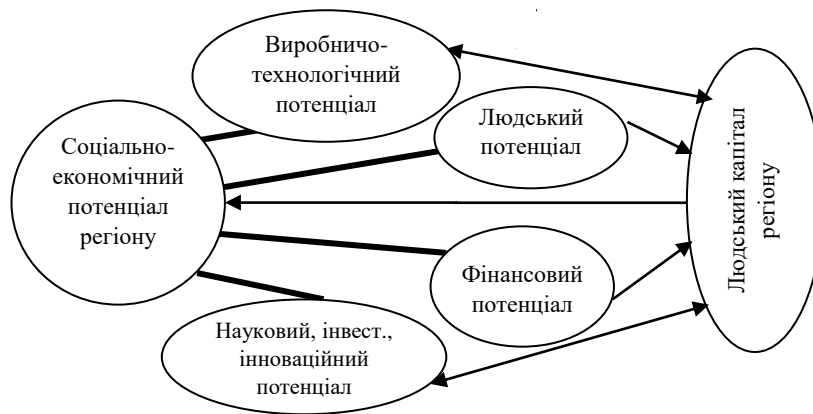 Виробничо-
технологічний
потенціал
Людський
потенціал
Соціально-
економічний
потенціал
регіону
Людський капітал
регіону
Фінансовий
потенціал
Науковий, інвест.,
інноваційний
потенціал